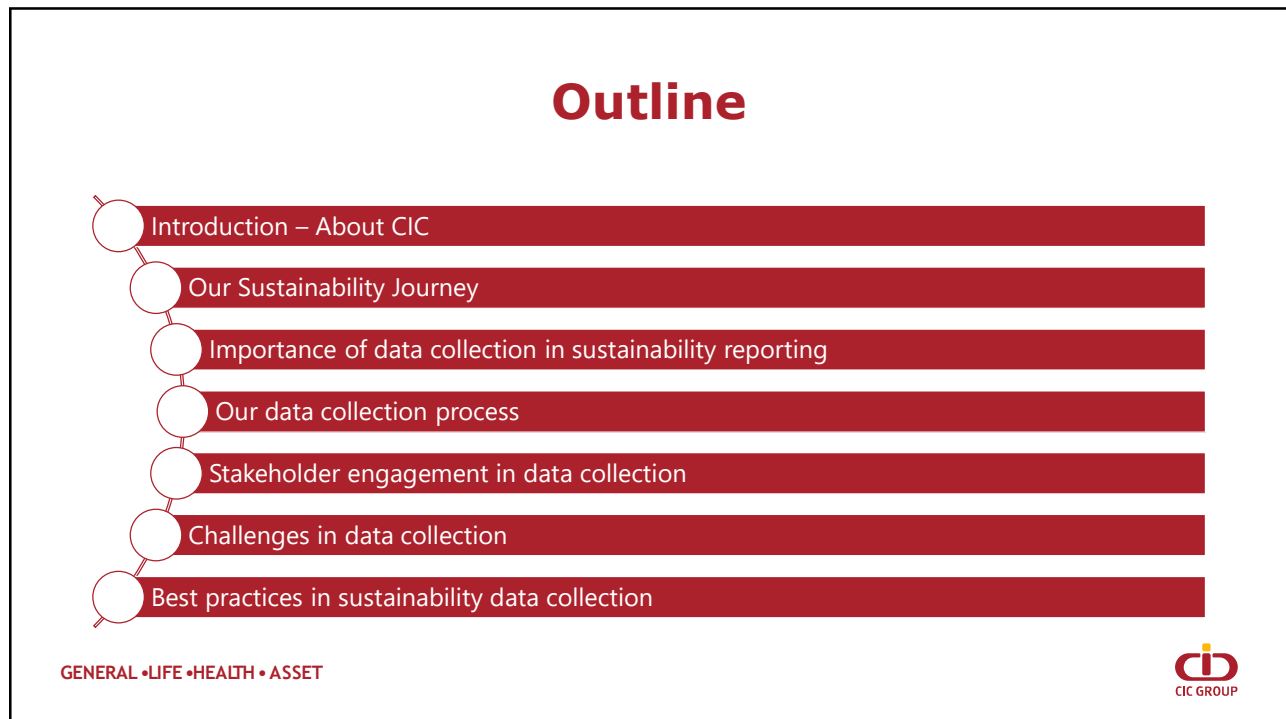 Outline
Introduction – About CIC
Our Sustainability Journey
Importance of data collection in sustainability reporting
Our data collection process
Stakeholder engagement in data collection
Challenges in data collection
Best practices in sustainability data collection
GENERAL •LIFE •HEALTH • ASSET
CIC
CIC GROUP